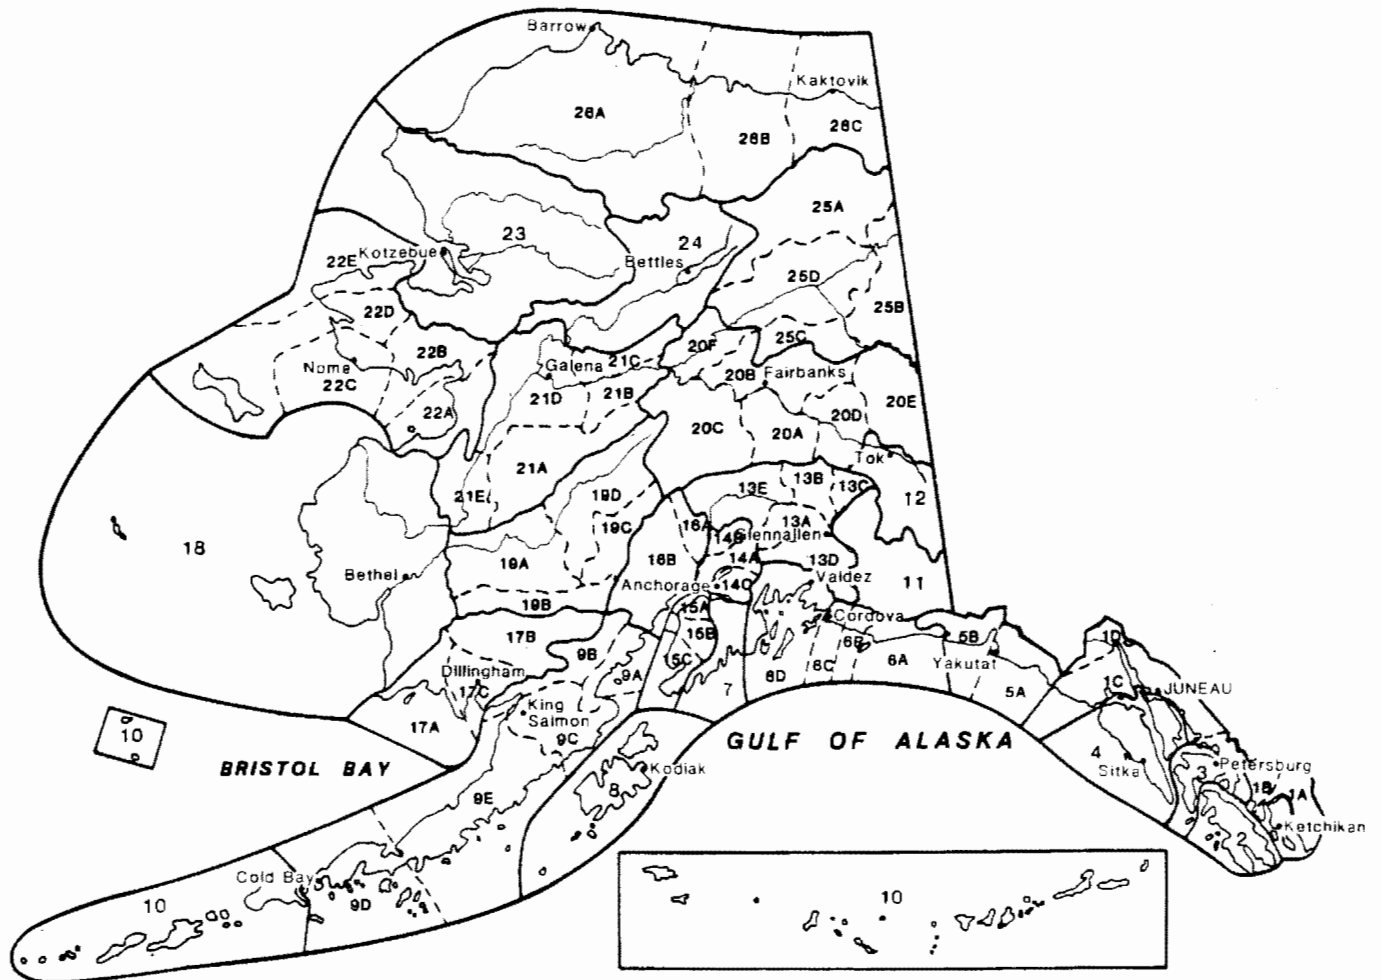 Barrow
Kaktovik
26A
26B
26C
25A
23
24
Kotzebue
Bettles
22E
25D
22D
25B
20F
25C
22B
Galena
21C
Nome
22C
20B
Fairbanks
21D
21B
20E
22A
20D
20C
20A
Tok
21A
13B
13E
13C
21E
19D
12
16A
13A
19C
14B
Glennallen
18
14A
13D
19A
16B
Bethel
Anchorage
14C
Valdez
11
19B
15A
Cordova
17B
15B
6B
5B
1D
9B
15C
6A
Yakutat
Dillingham
9A
6C
1C
17C
7
6D
5A
JUNEAU
King
Salmon
17A
9C
10
GULF OF ALASKA
4
BRISTOL BAY
Kodiak
Sitka
3
Petersburg
8
1B
1A
9E
Ketchikan
2
Cold Bay
10
9D
10